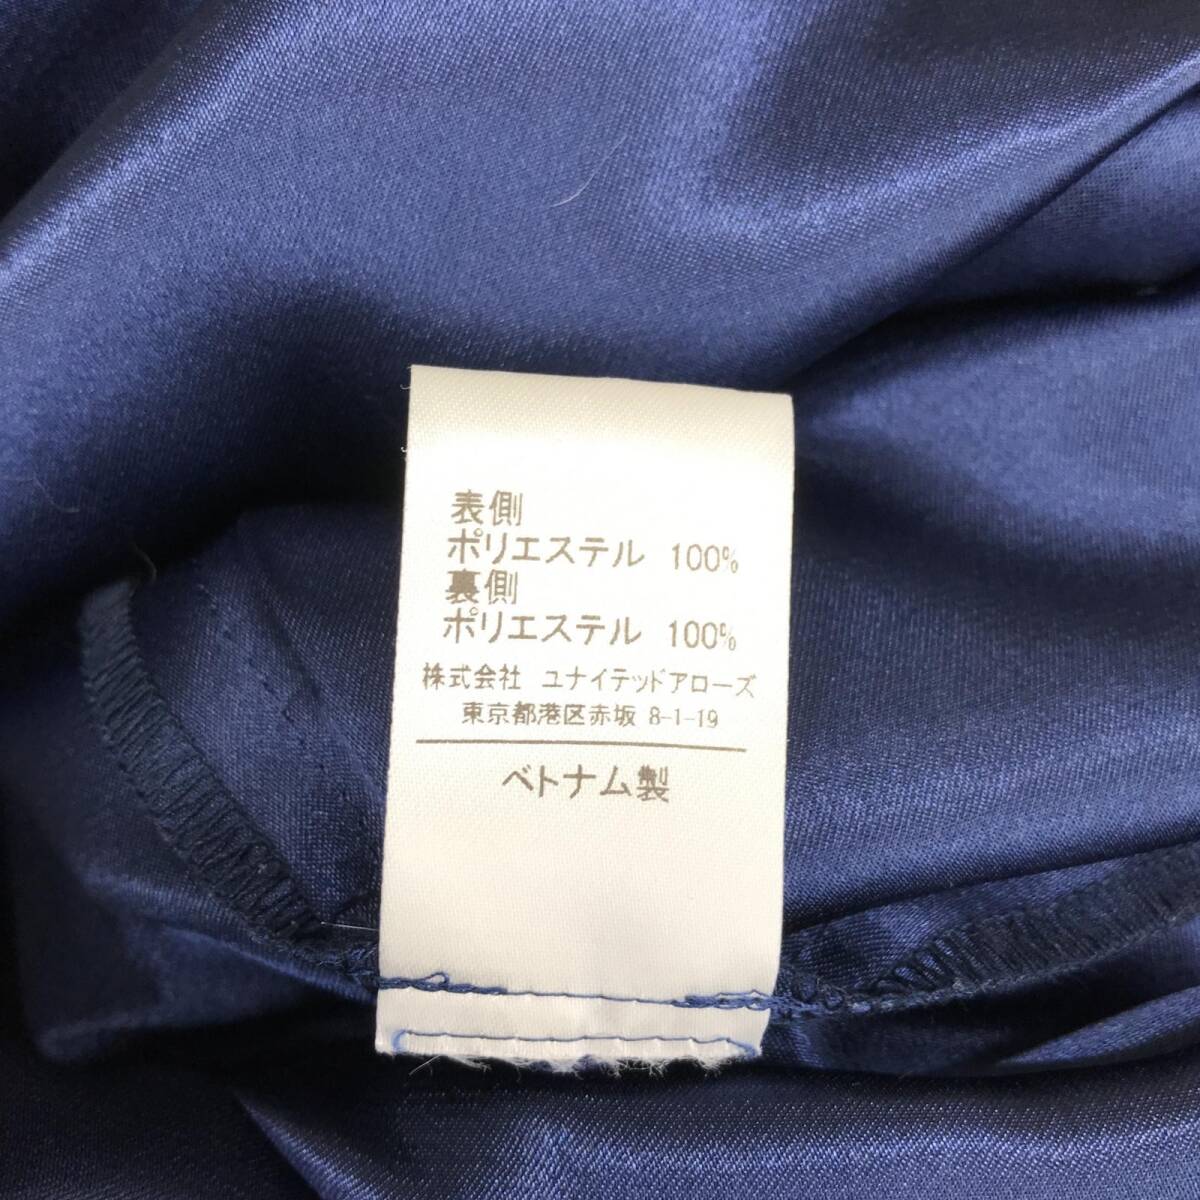 表側
ポリエステル 100%
裏側
ポリエステル 100%
株式会社 ユナイテッドアローズ
東京都港区赤坂 8-1-19
ベトナム製